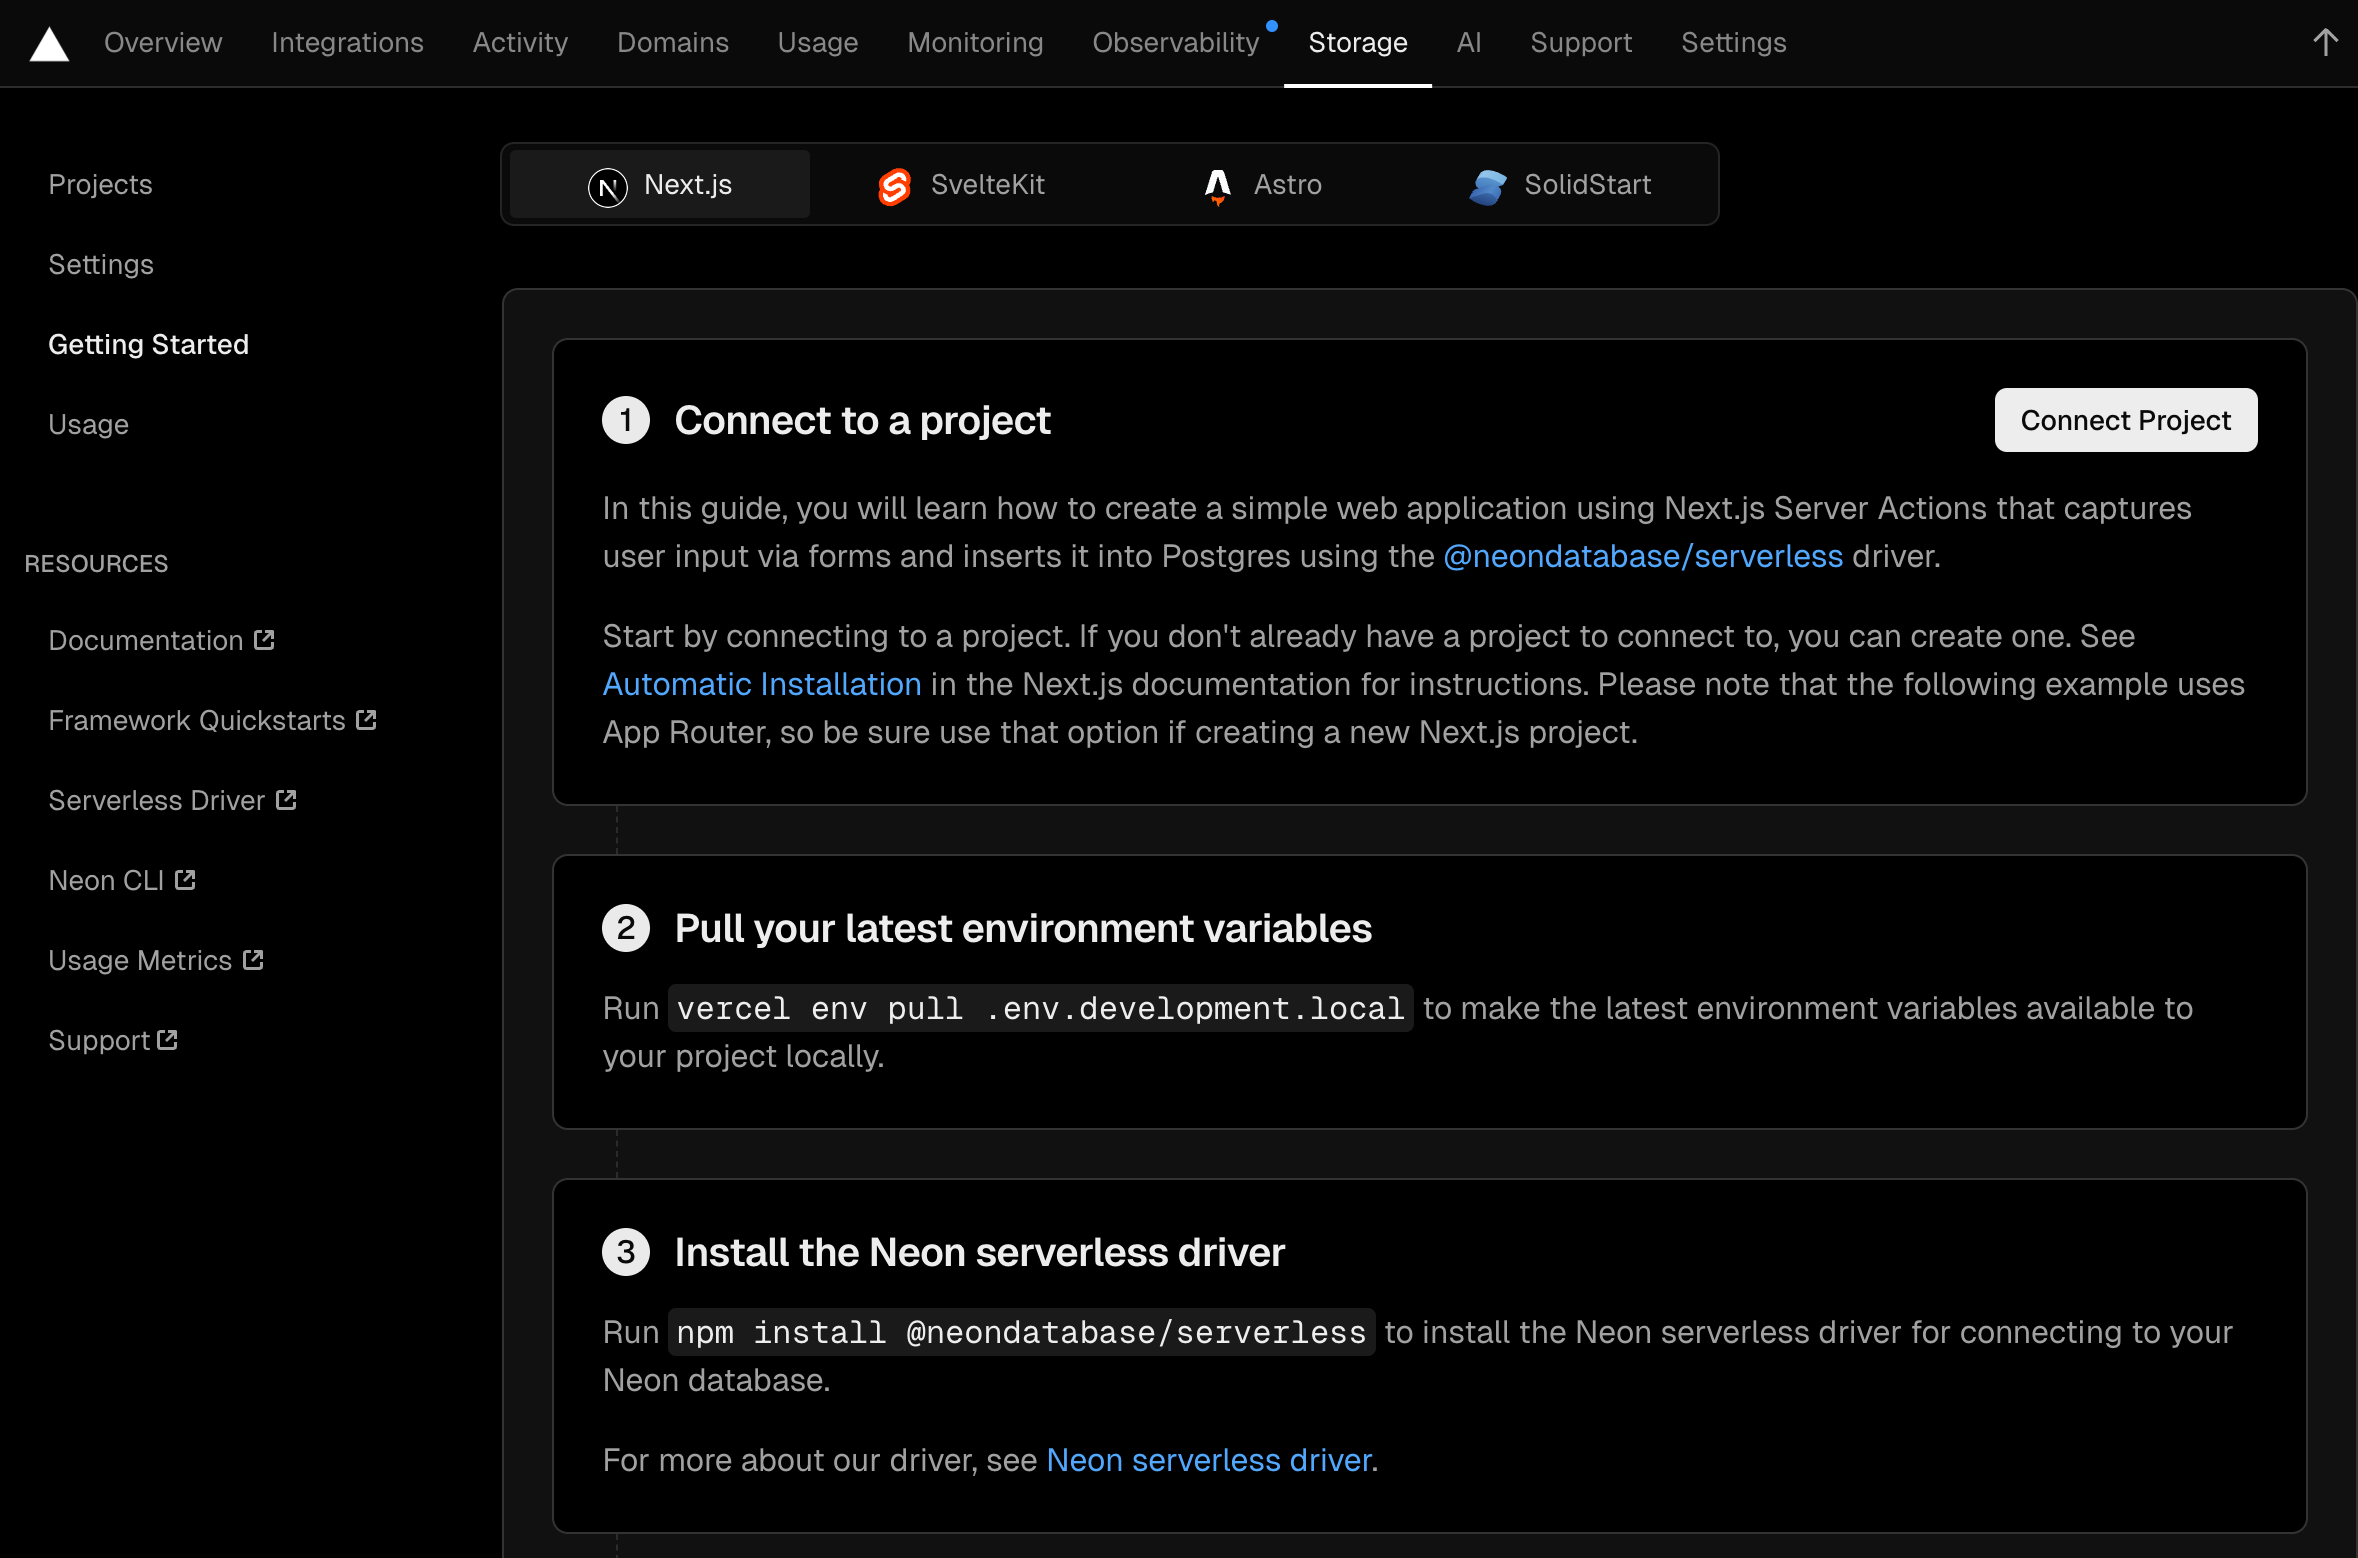 Overview Integrations Activity Domains Usage Monitoring Observability Storage AI Support Settings
Projects
Settings
Getting Started
Usage
RESOURCES
Documentation
Framework Quickstarts
Serverless Driver
Neon CLI
Usage Metrics
Support
Next.js SvelteKit Astro SolidStart
1 Connect to a project
Connect Project
In this guide, you will learn how to create a simple web application using Next.js Server Actions that captures
user input via forms and inserts it into Postgres using the @neondatabase/serverless driver.
Start by connecting to a project. If you don't already have a project to connect to, you can create one. See
Automatic Installation in the Next.js documentation for instructions. Please note that the following example uses
App Router, so be sure use that option if creating a new Next.js project.
2 Pull your latest environment variables
Run vercel env pull .env.development.local to make the latest environment variables available to
your project locally.
3 Install the Neon serverless driver
Run npm install @neondatabase/serverless to install the Neon serverless driver for connecting to your
Neon database.
For more about our driver, see Neon serverless driver.